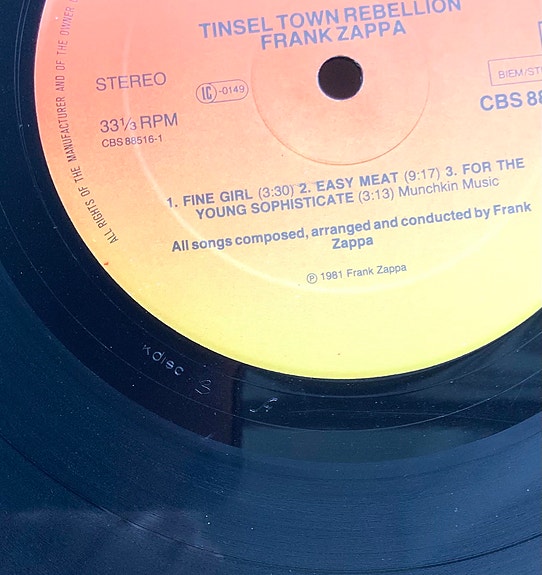 TINSEL TOWN REBELLION
FRANK ZAPPA
STEREO
LC -0149
BIEM/ST
33⅓ RPM
CBS 88
CBS 88516-1
1. FINE GIRL (3:30) 2. EASY MEAT (9:17) 3. FOR THE
YOUNG SOPHISTICATE (3:13) Munchkin Music
All songs composed, arranged and conducted by Frank
Zappa
℗ 1981 Frank Zappa
ALL RIGHTS OF THE MANUFACTURER AND OF THE OWNER
kdisc